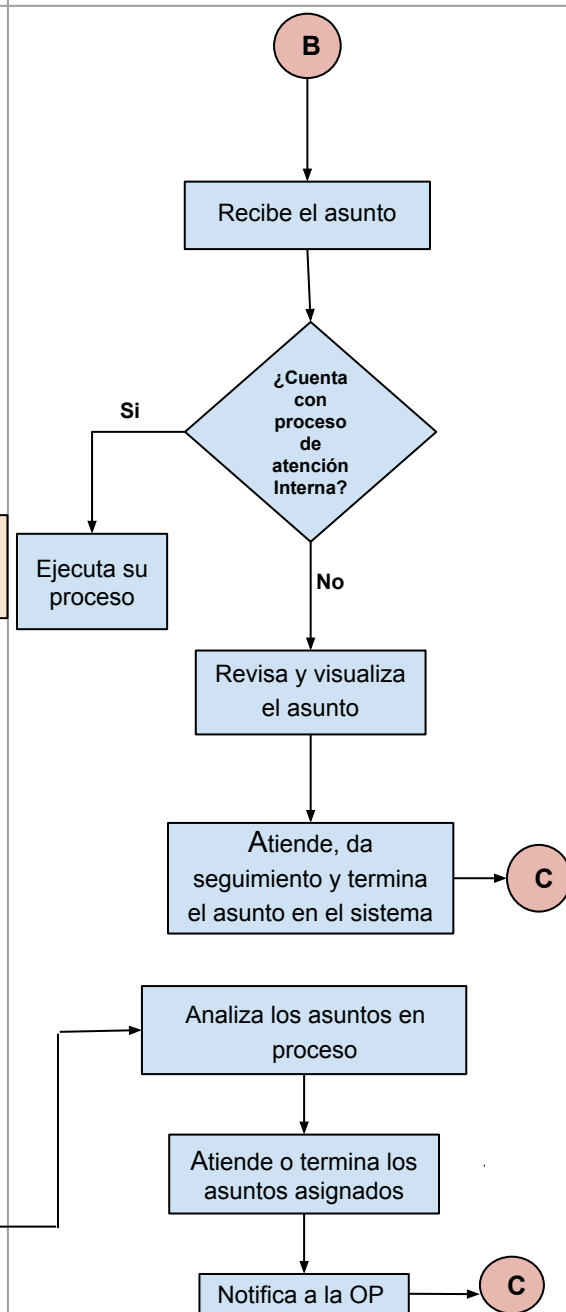 B
Recibe el asunto
¿Cuenta
con
proceso
de
atención
Interna?
Si
Ejecuta su
proceso
No
Revisa y visualiza
el asunto
Atiende, da
seguimiento y termina
el asunto en el sistema
C
Analiza los asuntos en
proceso
Atiende o termina los
asuntos asignados
Notifica a la OP
C